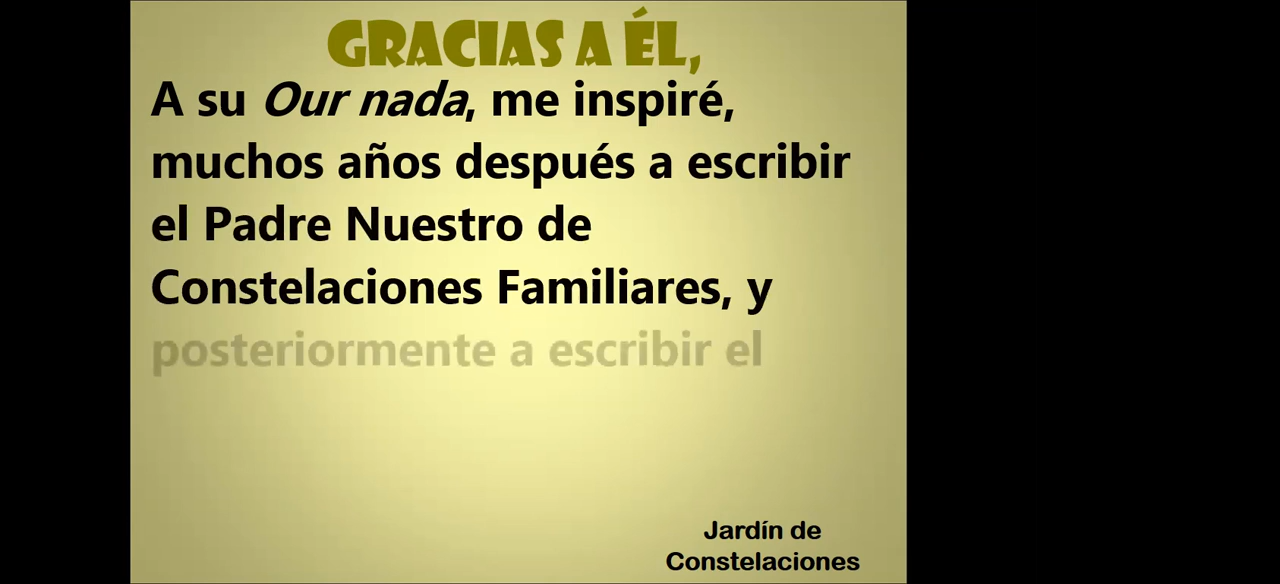 GRACIAS A ÉL,
A su Our nada, me inspiré,
muchos años después a escribir
el Padre Nuestro de
Constelaciones Familiares, y
posteriormente a escribir el
Jardín de
Constelaciones